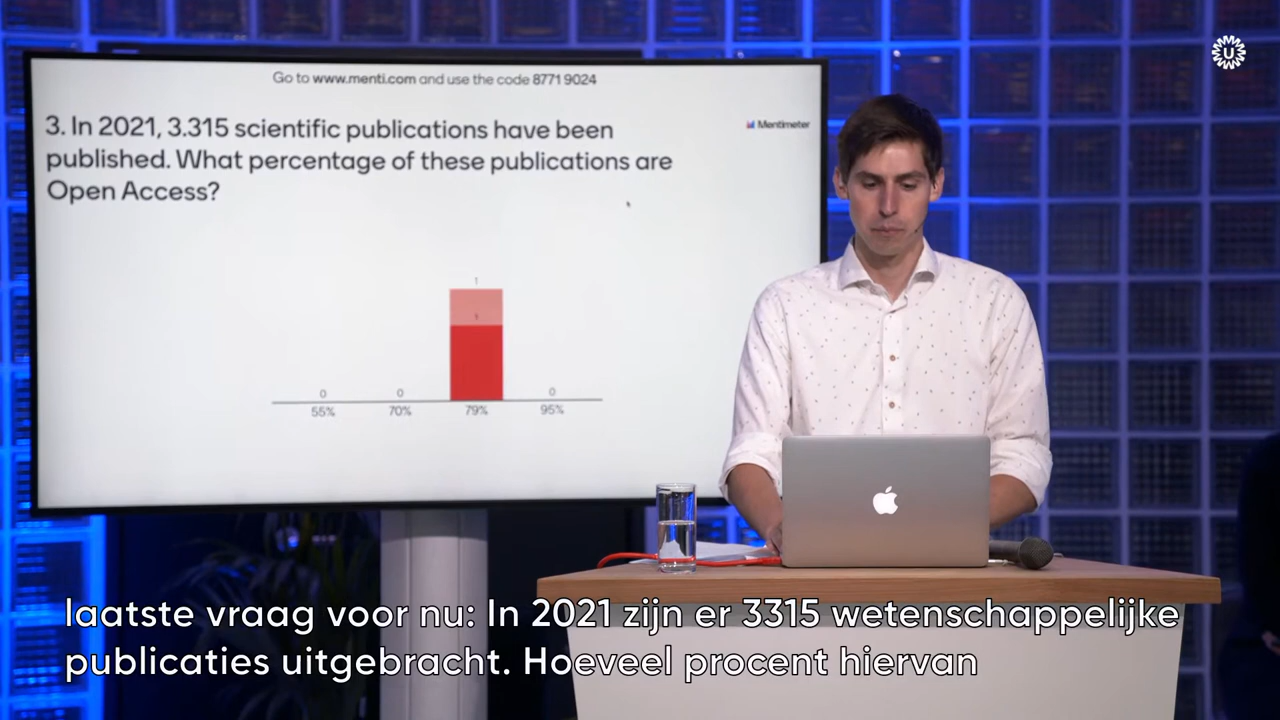 Go to www.menti.com and use the code 8771 9024
3. In 2021, 3.315 scientific publications have been
published. What percentage of these publications are
Open Access?
Mentimeter
1
1
0
0
0
55%
70%
79%
95%
U
laatste vraag voor nu: In 2021 zijn er 3315 wetenschappelijke
publicaties uitgebracht. Hoeveel procent hiervan